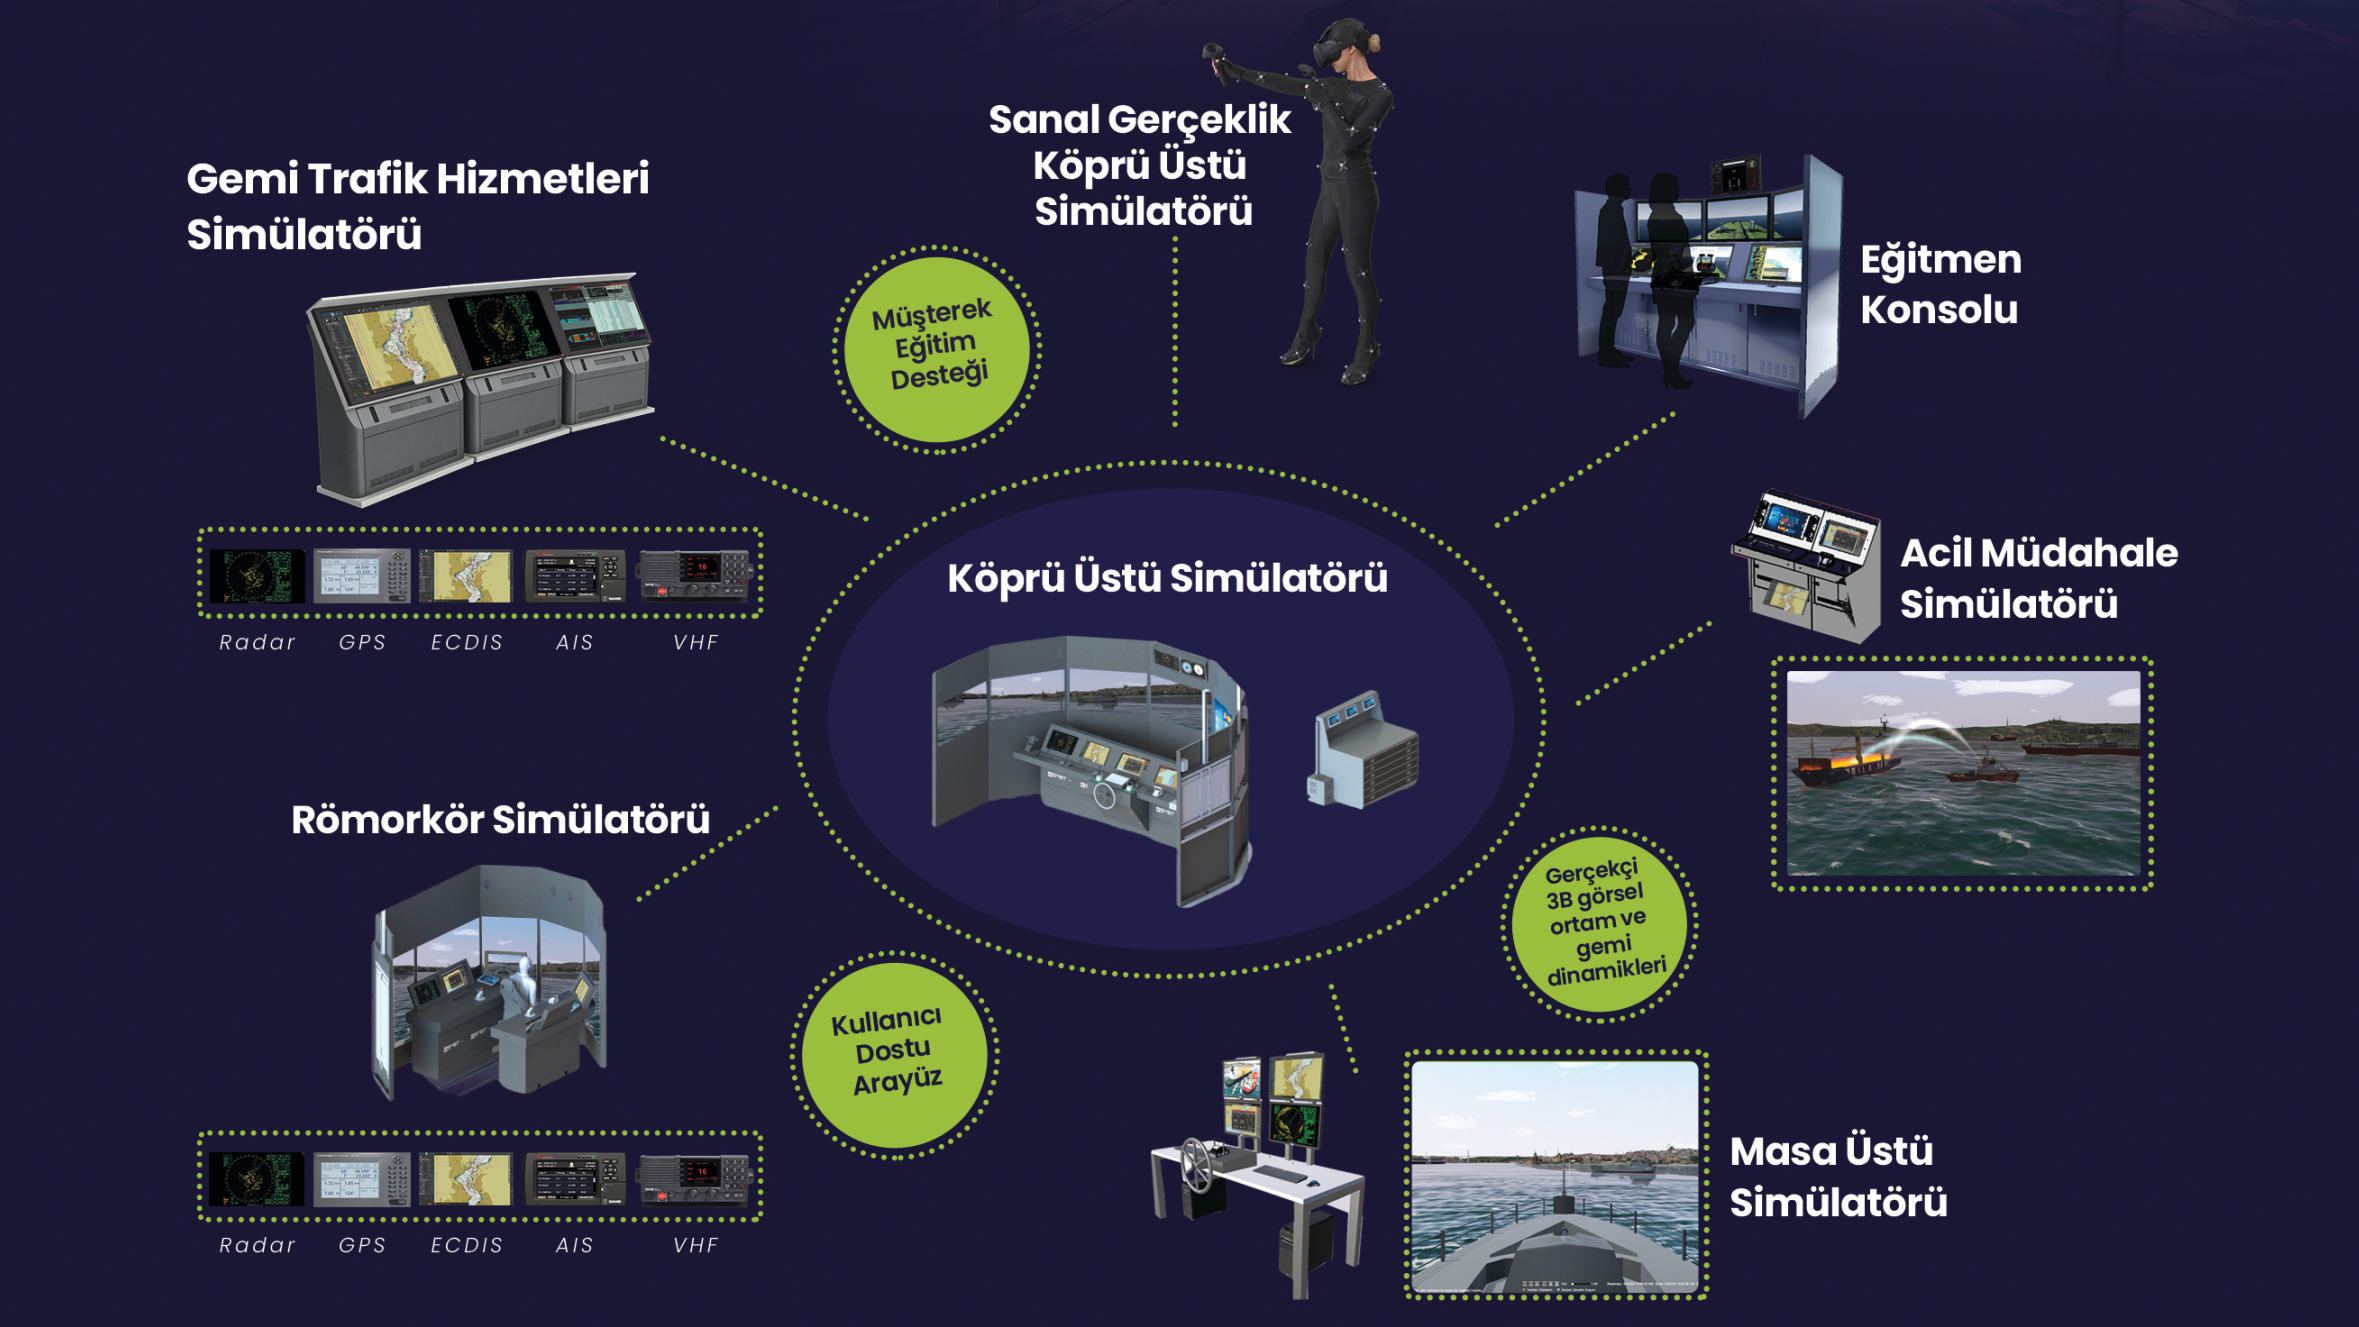 Sanal Gerçeklik
Köprü Üstü
Simülatörü
Gemi Trafik Hizmetleri
Simülatörü
Eğitmen
Konsolu
Müşterek
Eğitim
Desteği
Radar GPS ECDIS AIS VHF
Köprü Üstü Simülatörü
Acil Müdahale
Simülatörü
Römorkör Simülatörü
Gerçekçi
3B görsel
ortam ve
gemi
dinamikleri
Kullanıcı
Dostu
Arayüz
Radar GPS ECDIS AIS VHF
Masa Üstü
Simülatörü